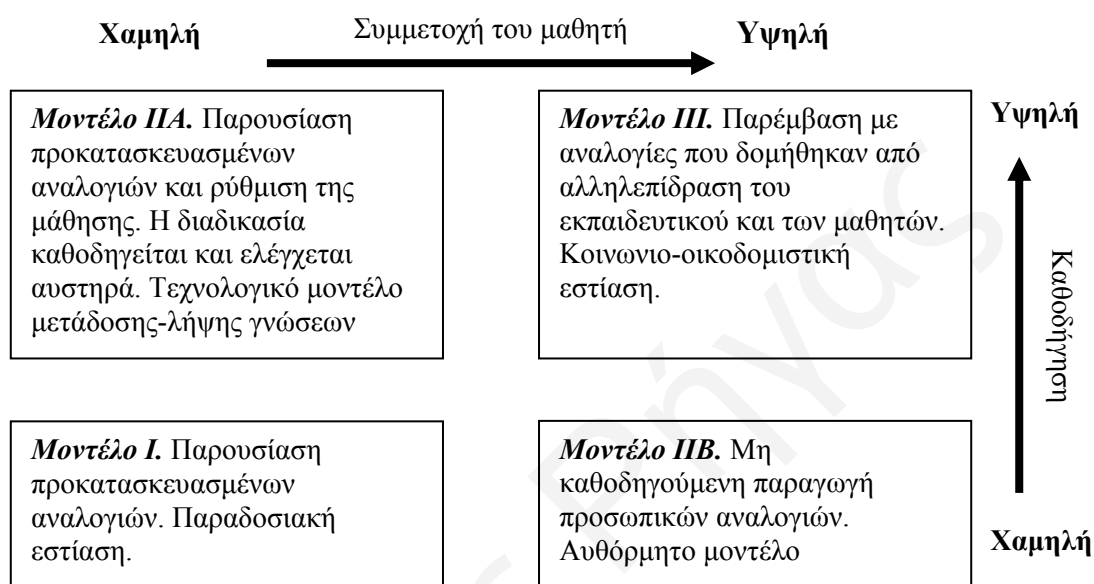 Χαμηλή Συμμετοχή του μαθητή Υψηλή
Μοντέλο ΙΙΑ. Παρουσίαση
προκατασκευασμένων
αναλογιών και ρύθμιση της
μάθησης. Η διαδικασία
καθοδηγείται και ελέγχεται
αυστηρά. Τεχνολογικό μοντέλο
μετάδοσης-λήψης γνώσεων
Μοντέλο ΙΙΙ. Παρέμβαση με
αναλογίες που δομήθηκαν από
αλληλεπίδραση του
εκπαιδευτικού και των μαθητών.
Κοινωνιο-οικοδομιστική
εστίαση.
Υψηλή
Καθοδήγηση
Χαμηλή
Μοντέλο Ι. Παρουσίαση
προκατασκευασμένων
αναλογιών. Παραδοσιακή
εστίαση.
Μοντέλο ΙΙΒ. Μη
καθοδηγούμενη παραγωγή
προσωπικών αναλογιών.
Αυθόρμητο μοντέλο
ς Ρήγας